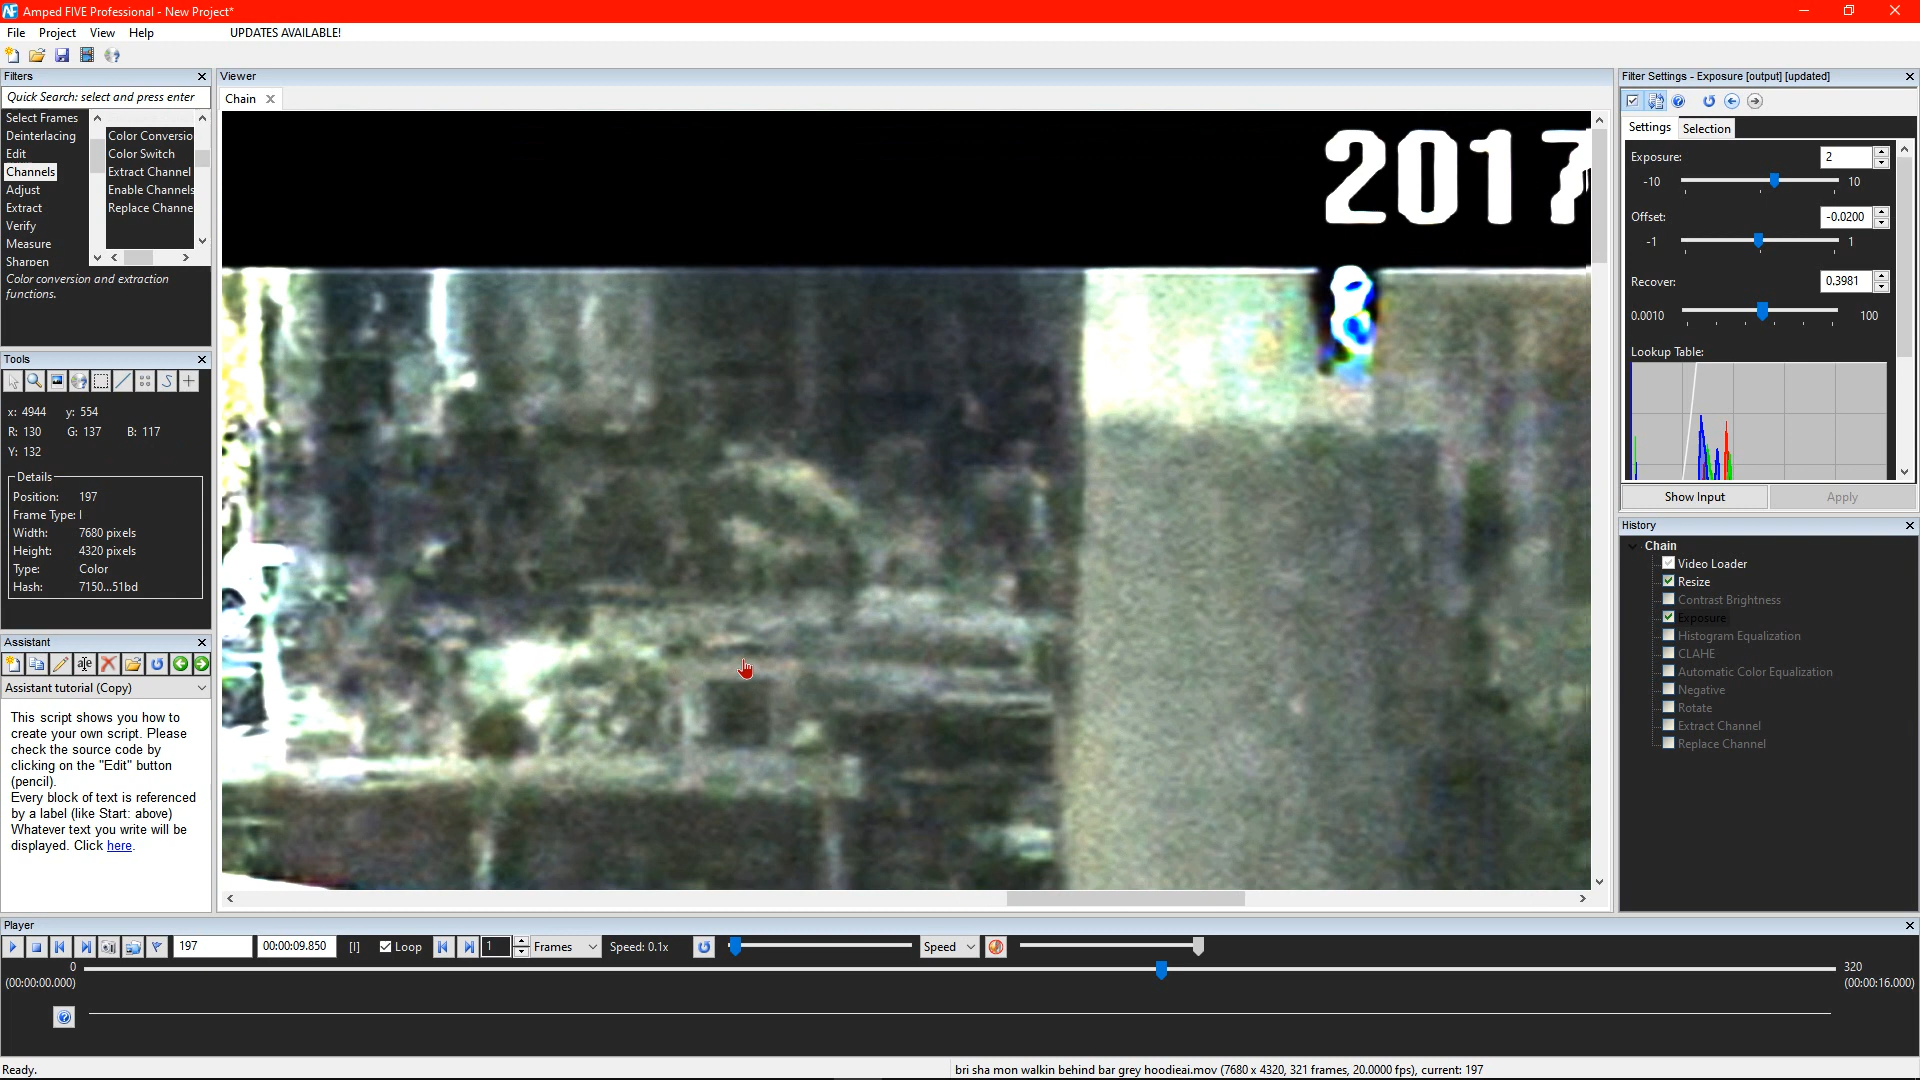 Amped FIVE Professional - New Project*
File Project View Help UPDATES AVAILABLE!
Filters
Quick Search: select and press enter
Select Frames
Deinterlacing
Edit
Channels
Adjust
Extract
Verify
Measure
Sharpen
Color Conversio
Color Switch
Extract Channel
Enable Channels
Replace Channe
Color conversion and extraction
functions.
Tools
x: 4944 y: 554
R: 130 G: 137 B: 117
Y: 132
Details
Position: 197
Frame Type: I
Width: 7680 pixels
Height: 4320 pixels
Type: Color
Hash: 7150...51bd
Assistant
Assistant tutorial (Copy)
This script shows you how to
create your own script. Please
check the source code by
clicking on the "Edit" button
(pencil).
Every block of text is referenced
by a label (like Start: above)
Whatever text you write will be
displayed. Click here.
Viewer
Chain
2017
Filter Settings - Exposure [output] [updated]
Settings Selection
Exposure: 2
-10 10
Offset: -0.0200
-1 1
Recover: 0.3981
0.0010 100
Lookup Table:
Show Input Apply
History
Chain
Video Loader
Resize
Contrast Brightness
Exposure
Histogram Equalization
CLAHE
Automatic Color Equalization
Negative
Rotate
Extract Channel
Replace Channel
Player
197 00:00:09.850 [I] Loop 1 Frames Speed: 0.1x Speed
0 320
(00:00:00.000) (00:00:16.000)
Ready. bri sha mon walkin behind bar grey hoodieai.mov (7680 x 4320, 321 frames, 20.0000 fps), current: 197